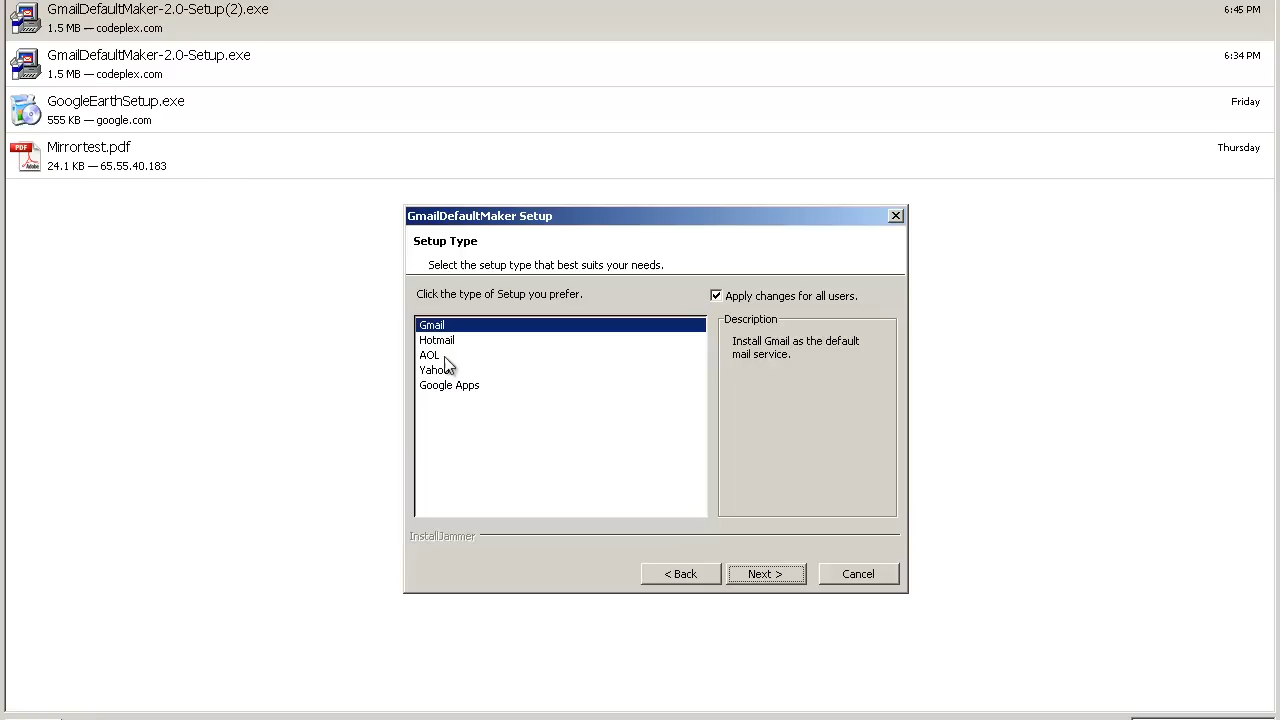 GmailDefaultMaker-2.0-Setup(2).exe
6:45 PM
1.5 MB — codeplex.com
GmailDefaultMaker-2.0-Setup.exe
6:34 PM
1.5 MB — codeplex.com
GoogleEarthSetup.exe
Friday
555 KB — google.com
PDF
Mirrortest.pdf
Thursday
Adobe
24.1 KB — 65.55.40.183
GmailDefaultMaker Setup
Setup Type
Select the setup type that best suits your needs.
Click the type of Setup you prefer.
Apply changes for all users.
Gmail
Hotmail
AOL
Yahoo
Google Apps
Description
Install Gmail as the default
mail service.
InstallJammer
< Back
Next >
Cancel